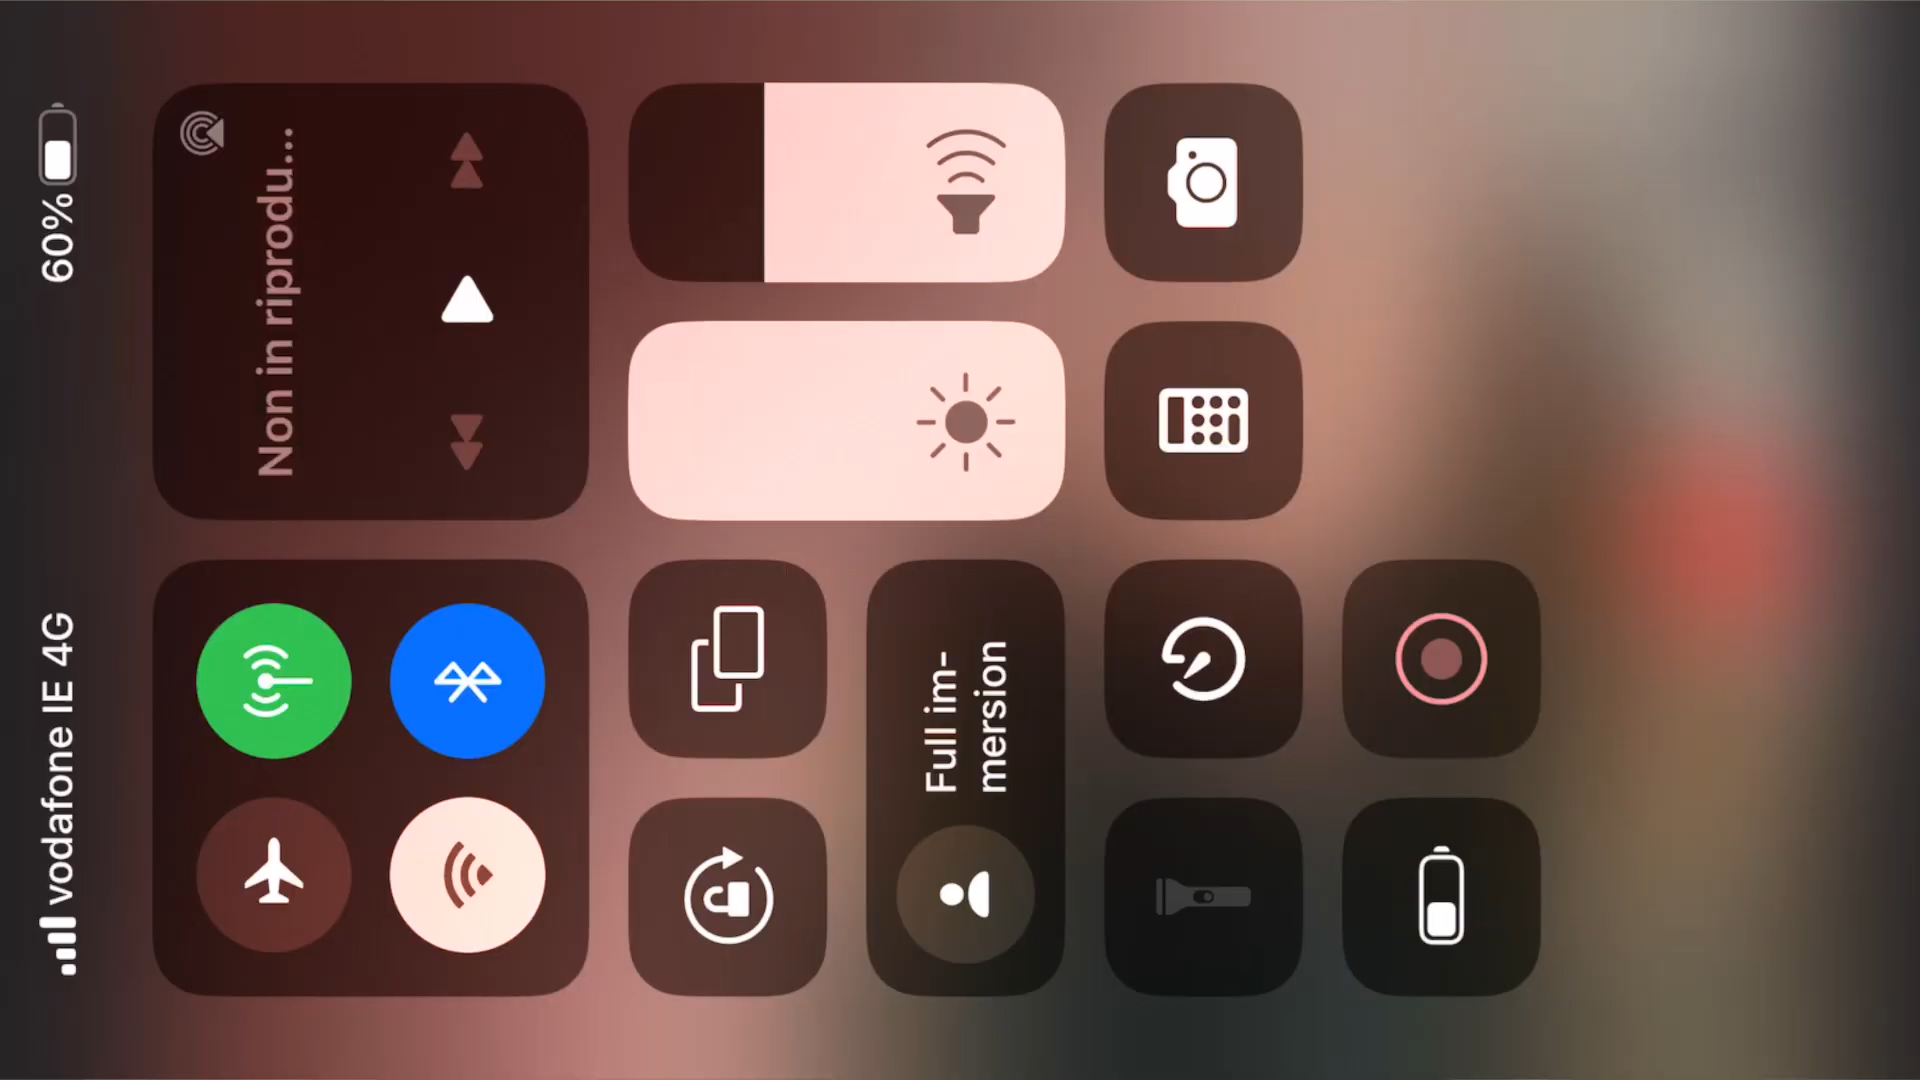 vodafone IE 4G
60%
Non in riprodu...
Full im-
mersion